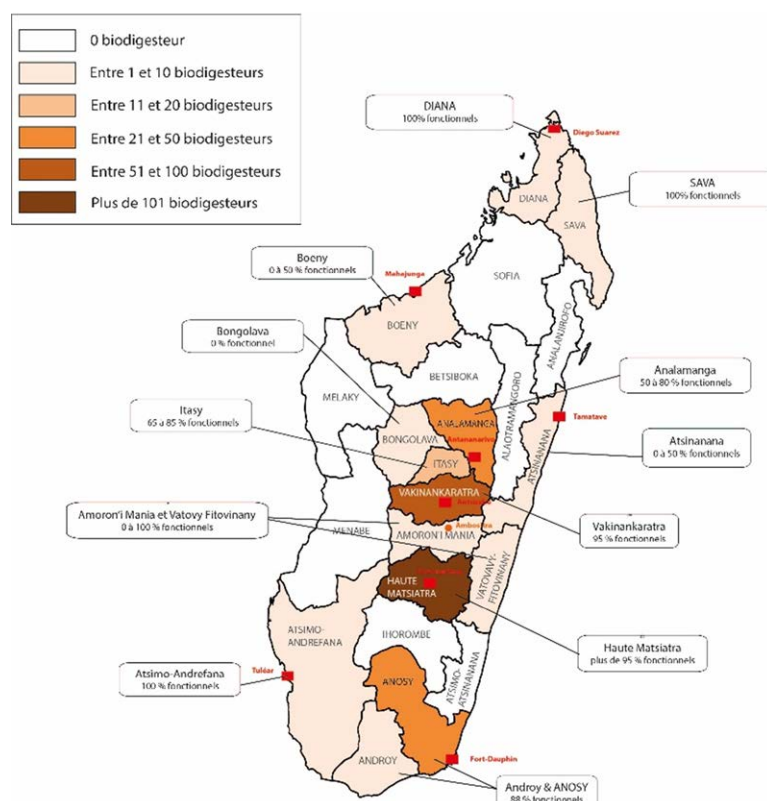 0 biodigesteur
Entre 1 et 10 biodigesteurs
Entre 11 et 20 biodigesteurs
Entre 21 et 50 biodigesteurs
Entre 51 et 100 biodigesteurs
Plus de 101 biodigesteurs
DIANA
100% fonctionnels
Diego Suarez
SAVA
100% fonctionnels
DIANA
SAVA
Boeny
0 à 50 % fonctionnels
Mahajunga
SOFIA
BOENY
Bongolava
0 % fonctionnel
ANALANJIROFO
BETSIBOKA
MELAKY
ALAOTRAMANGORO
Analamanga
50 à 80 % fonctionnels
Itasy
65 à 85 % fonctionnels
ANALAMANGA
Tamatave
BONGOLAVA
Antananarivo
ATSINANANA
Atsinanana
0 à 50 % fonctionnels
ITASY
VAKINANKARATRA
Amoron'i Mania et Vatovy Fitovinany
0 à 100 % fonctionnels
MENABE
Ambositra
AMORON'I MANIA
Vakinankaratra
95 % fonctionnels
VATOVAVY-
FITOVINANY
HAUTE
MATSIATRA
ATSIMO-
ANDREFANA
IHOROMBE
Haute Matsiatra
plus de 95 % fonctionnels
ATSIMO-
ATSINANANA
Atsimo-Andrefana
100 % fonctionnels
Tuléar
ANOSY
ANDROY
Fort-Dauphin
Androy & ANOSY
88 % fonctionnels